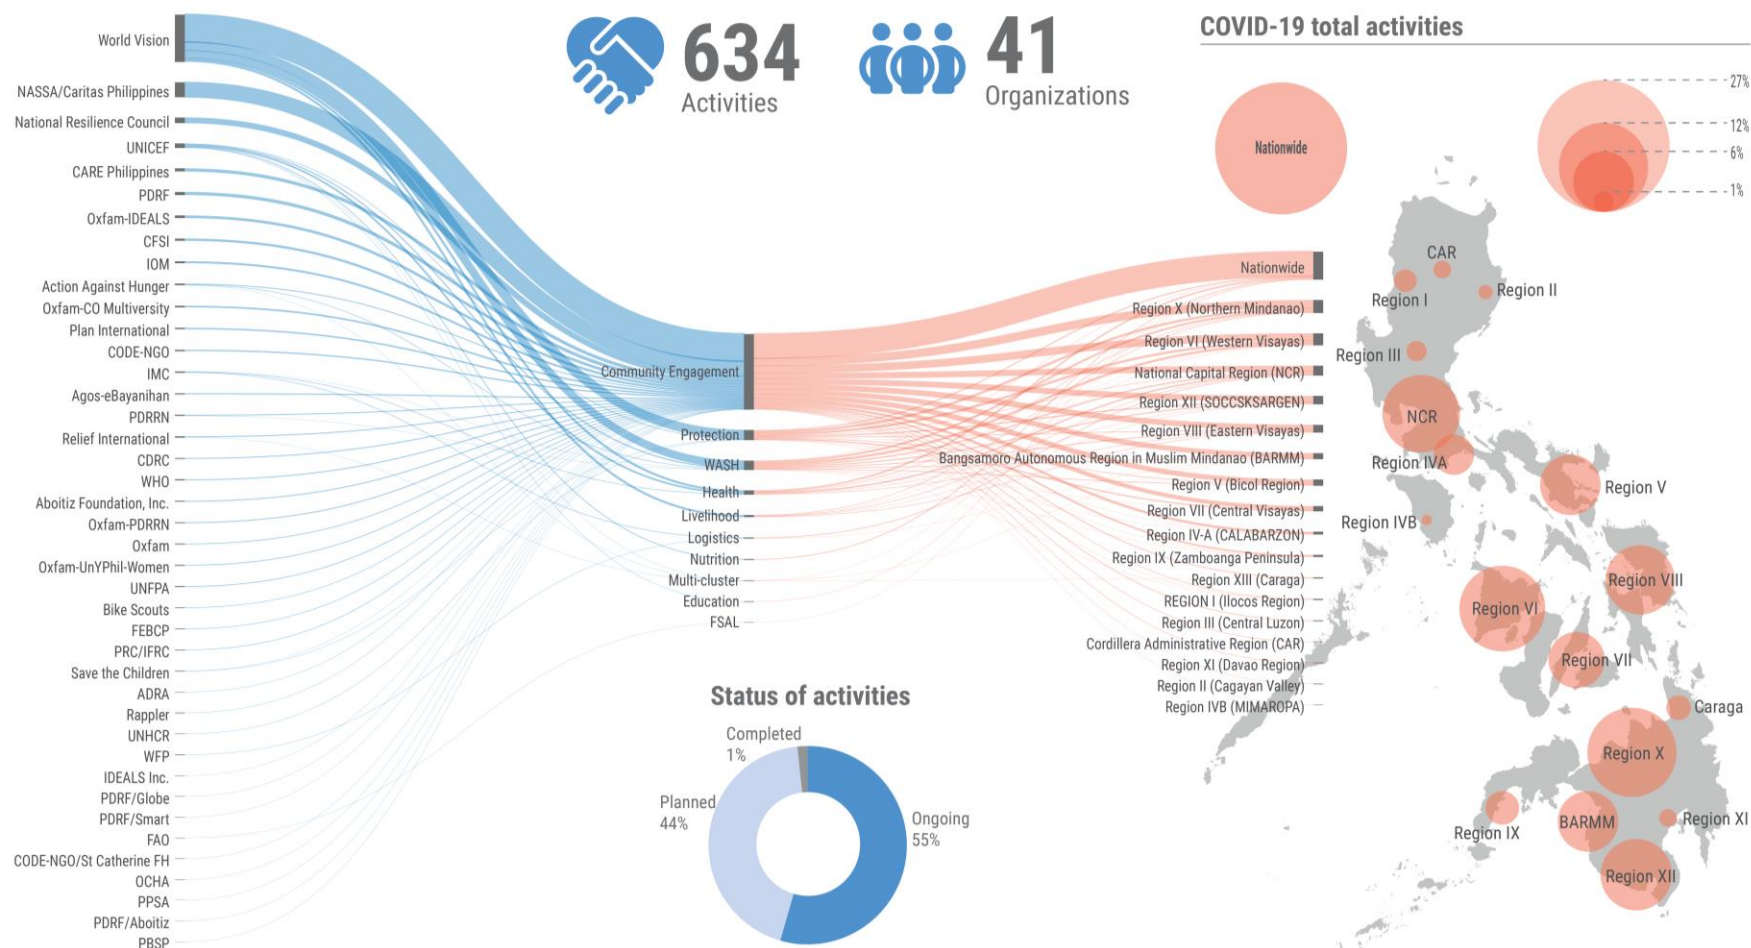 World Vision
NASSA/Caritas Philippines
National Resilience Council
UNICEF
CARE Philippines
PDRF
Oxfam-IDEALS
CFSI
IOM
Action Against Hunger
Oxfam-CO Multiversity
Plan International
CODE-NGO
IMC
Agos-eBayanihan
PDRRN
Relief International
CDRC
WHO
Aboitiz Foundation, Inc.
Oxfam-PDRRN
Oxfam
Oxfam-UnYPhil-Women
UNFPA
Bike Scouts
FEBCP
PRC/IFRC
Save the Children
ADRA
Rappler
UNHCR
WFP
IDEALS Inc.
PDRF/Globe
PDRF/Smart
FAO
CODE-NGO/St Catherine FH
OCHA
PPSA
PDRF/Aboitiz
PBSP
634
Activities
41
Organizations
Community Engagement
Protection
WASH
Health
Livelihood
Logistics
Nutrition
Multi-cluster
Education
FSAL
Status of activities
Completed
1%
Planned
44%
Ongoing
55%
Nationwide
Region X (Northern Mindanao)
Region VI (Western Visayas)
National Capital Region (NCR)
Region XII (SOCCSKSARGEN)
Region VIII (Eastern Visayas)
Bangsamoro Autonomous Region in Muslim Mindanao (BARMM)
Region V (Bicol Region)
Region VII (Central Visayas)
Region IV-A (CALABARZON)
Region IX (Zamboanga Peninsula)
Region XIII (Caraga)
REGION I (Ilocos Region)
Region III (Central Luzon)
Cordillera Administrative Region (CAR)
Region XI (Davao Region)
Region II (Cagayan Valley)
Region IVB (MIMAROPA)
COVID-19 total activities
Nationwide
27%
12%
6%
1%
CAR
Region I
Region II
Region III
NCR
Region IVA
Region V
Region IVB
Region VIII
Region VI
Region VII
Caraga
Region X
Region IX
BARMM
Region XI
Region XII